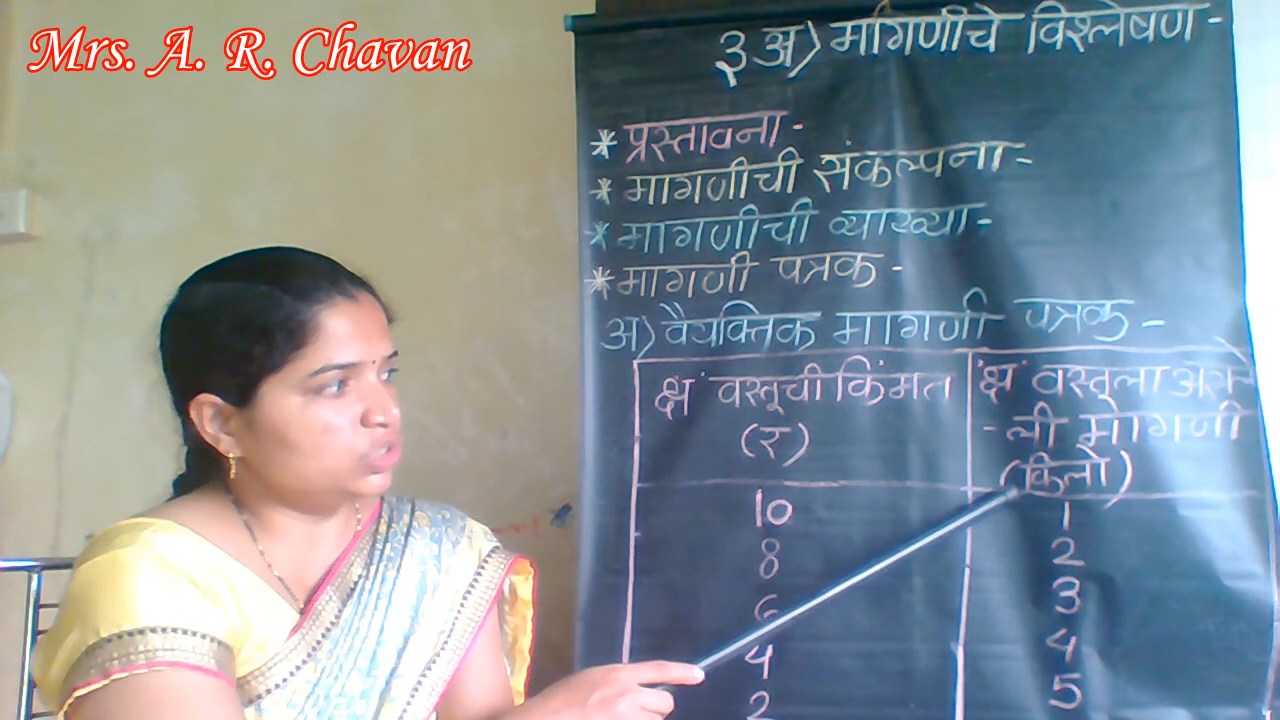 Mrs. A. R. Chavan
३ अ) मागणीचे विश्लेषण -
* प्रस्तावना -
* मागणीची संकल्पना -
* मागणीची व्याख्या -
* मागणी पत्रक -
अ) वैयक्तिक मागणी पत्रक -
'क्ष' वस्तूची किंमत
(र)
'क्ष' वस्तूला असले
-ली मागणी
(किलो)
10 1
8 2
6 3
4 4
2 5